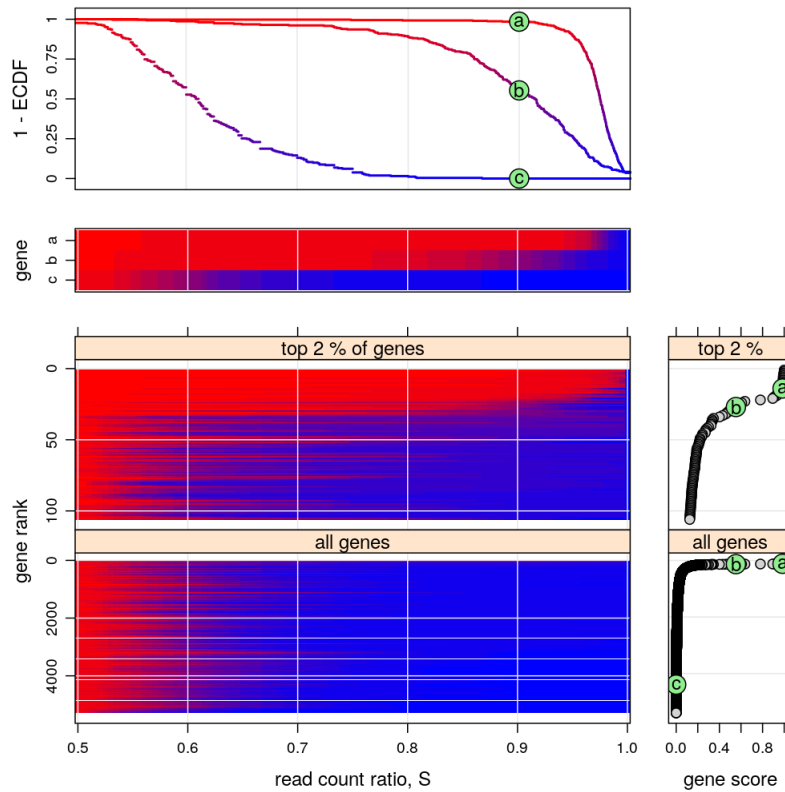 1 - ECDF
1
0.75
0.5
0.25
0
a
b
c
gene
a
b
c
top 2 % of genes
top 2 %
gene rank
0
50
100
b
a
all genes
all genes
0
2000
4000
b
a
c
0.5
0.6
0.7
0.8
0.9
1.0
0.0
0.4
0.8
read count ratio, S
gene score